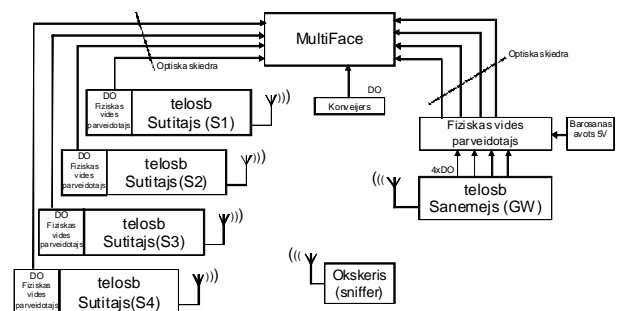 MultiFace
Optiska skiedra
Optiska skiedra
DO
Fiziskas vides parveidotajs
telosb
Sutitajs (S1)
DO
Konveijers
Fiziskas vides
parveidotajs
Barosanas
avots 5V
DO
Fiziskas vides parveidotajs
telosb
Sutitajs(S2)
4xDO
telosb
Sanemejs (GW)
DO
Fiziskas vides parveidotajs
telosb
Sutitajs(S3)
DO
Fiziskas vides parveidotajs
telosb
Sutitajs(S4)
Okskeris
(sniffer)